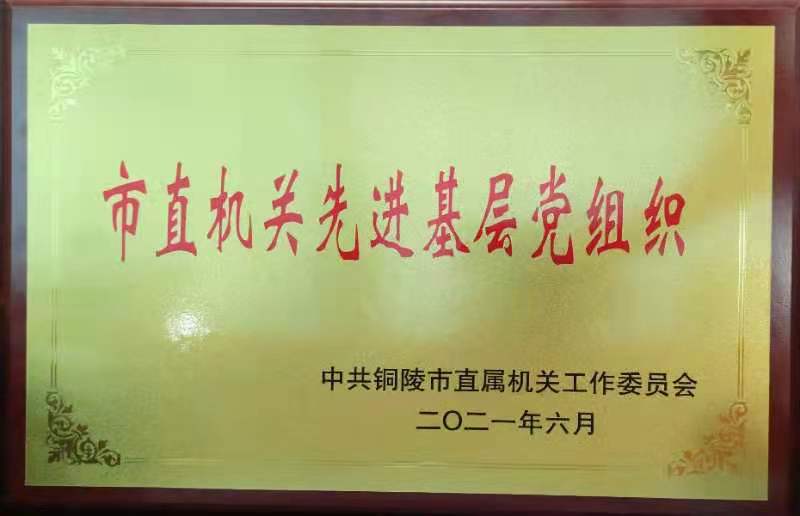 市直机关先进基层党组织
中共铜陵市直属机关工作委员会
二〇二一年六月